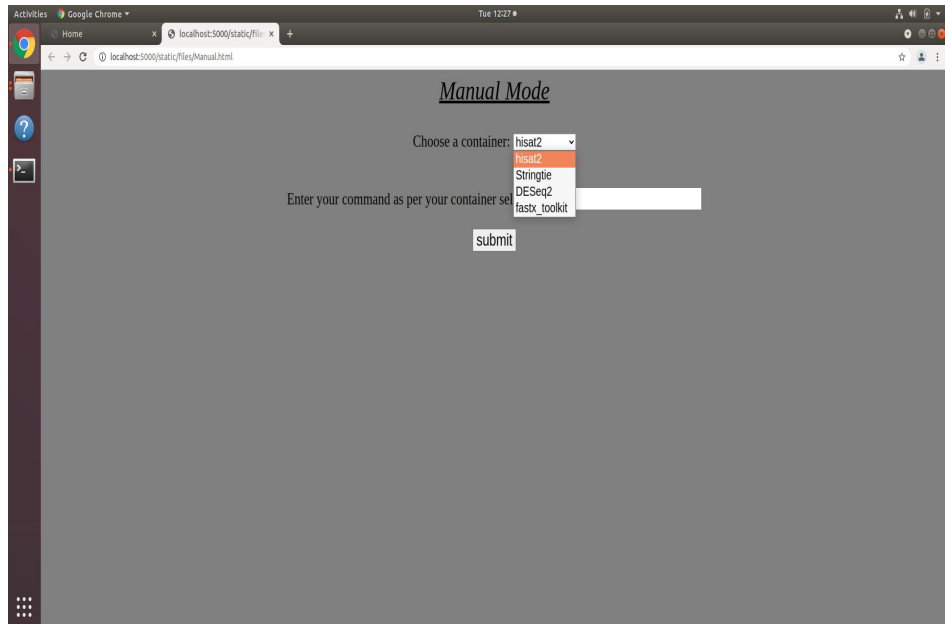 Activities Google Chrome Tue 12:27
Home localhost:5000/static/file
localhost:5000/static/files/Manual.html
Manual Mode
Choose a container: hisat2
hisat2
Stringtie
DESeq2
fastx_toolkit
Enter your command as per your container sel
submit